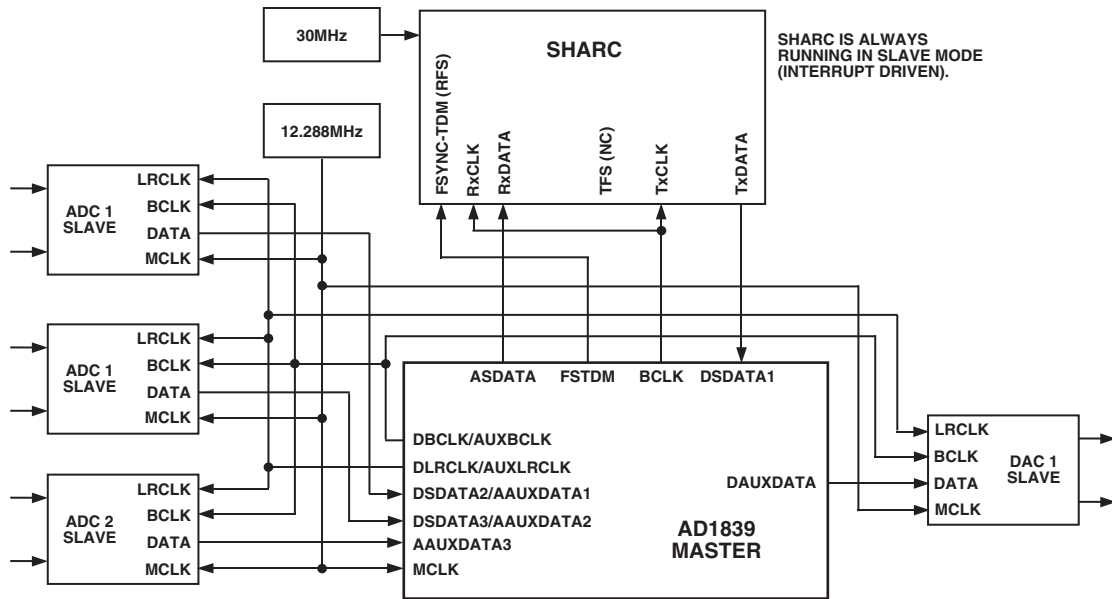 30MHz
SHARC
SHARC IS ALWAYS
RUNNING IN SLAVE MODE
(INTERRUPT DRIVEN).
FSYNC-TDM (RFS)
RxCLK
RxDATA
TFS (NC)
TxCLK
TxDATA
12.288MHz
ADC 1
SLAVE
LRCLK
BCLK
DATA
MCLK
ADC 1
SLAVE
LRCLK
BCLK
DATA
MCLK
ADC 2
SLAVE
LRCLK
BCLK
DATA
MCLK
ASDATA
FSTDM
BCLK
DSDATA1
DBCLK/AUXBCLK
DLRCLK/AUXLRCLK
DSDATA2/AAUXDATA1
DSDATA3/AAUXDATA2
AAUXDATA3
MCLK
DAUXDATA
AD1839
MASTER
LRCLK
BCLK
DATA
MCLK
DAC 1
SLAVE